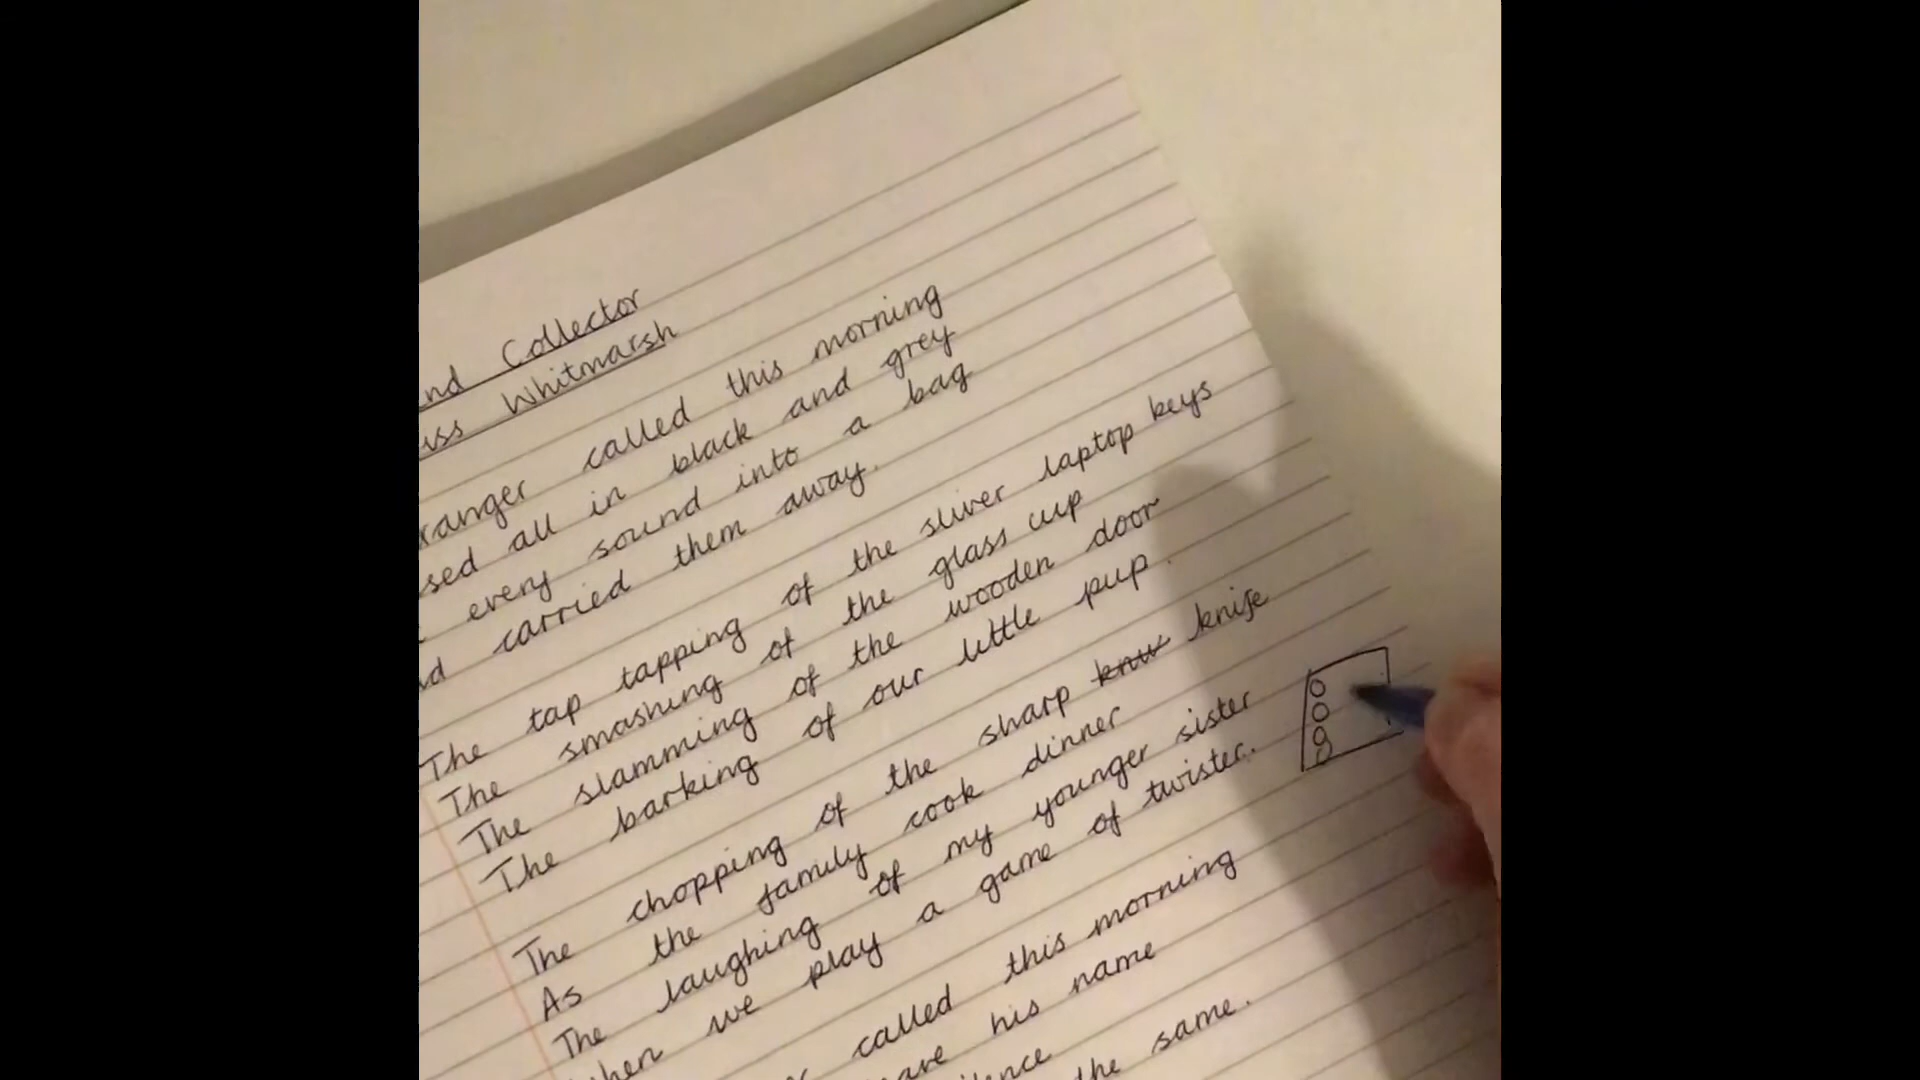 nd Collector
iss Whitmarsh
ranger called this morning
sed all in black and grey
every sound into a bag
nd carried them away.
The tap tapping of the sliver laptop keys
The smashing of the glass cup
The slamming of the wooden door
The barking of our little pup.
The chopping of the sharp knif knife
As the family cook dinner
The laughing of my younger sister
when we play a game of twister.
called this morning
his name
the same.